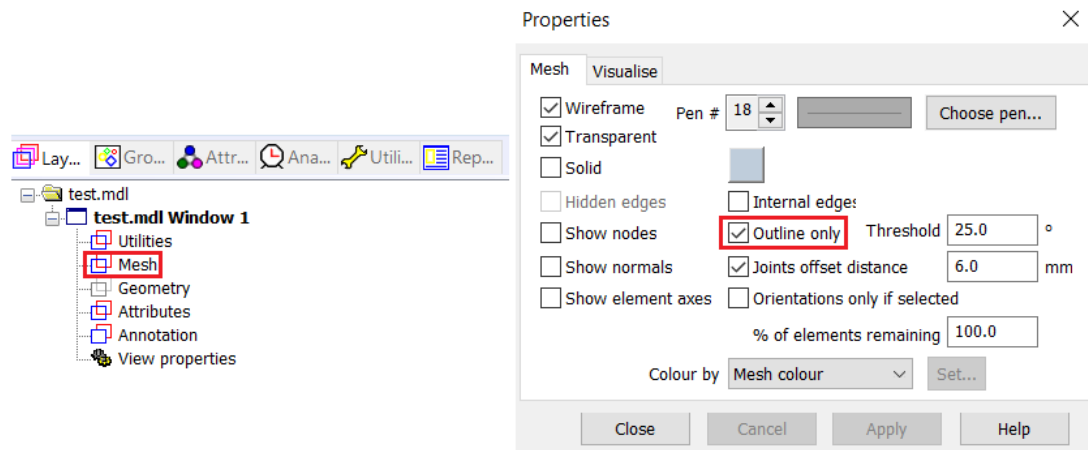 Properties
Mesh Visualise
Wireframe Pen # 18 Choose pen...
Transparent
Solid
Hidden edges Internal edges
Show nodes Outline only Threshold 25.0 °
Show normals Joints offset distance 6.0 mm
Show element axes Orientations only if selected
% of elements remaining 100.0
Colour by Mesh colour Set...
Close Cancel Apply Help
Lay... Gro... Attr... Ana... Utili... Rep...
test.mdl
test.mdl Window 1
Utilities
Mesh
Geometry
Attributes
Annotation
View properties